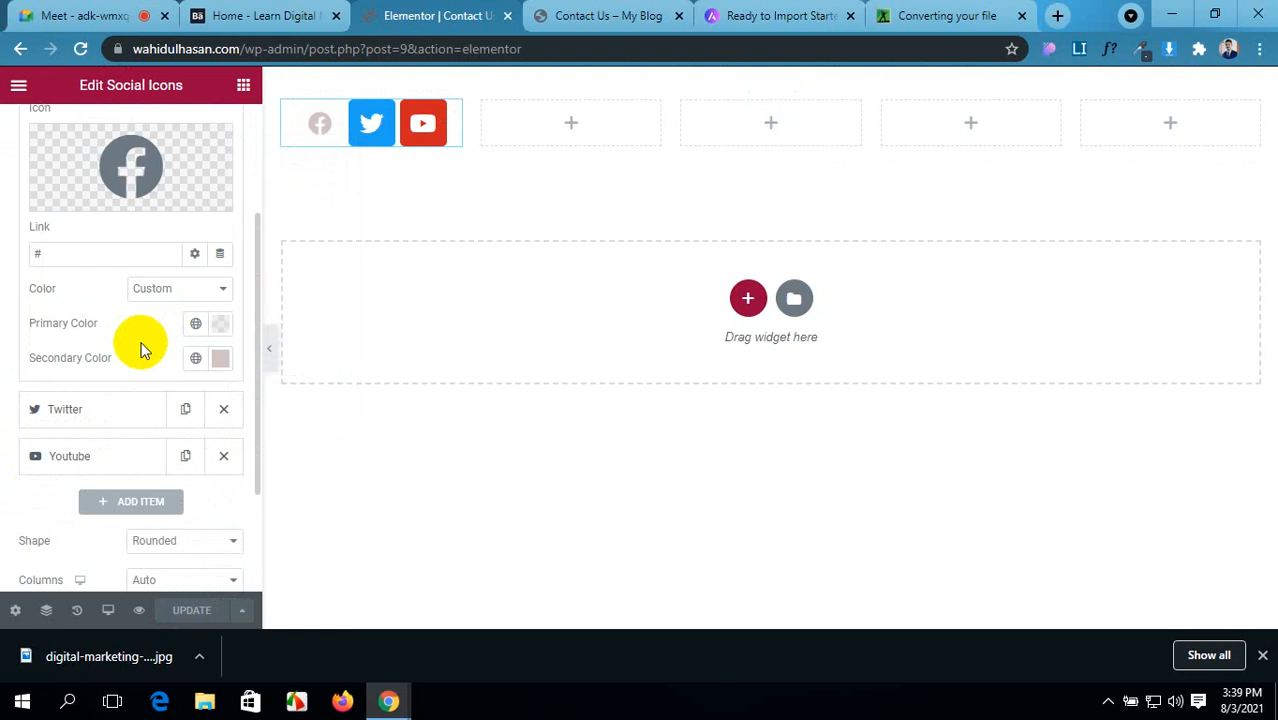 Meet - adk-wmxq
Home - Learn Digital M
Elementor | Contact Us
Contact Us – My Blog
Ready to Import Starte
Converting your file
wahidulhasan.com/wp-admin/post.php?post=9&action=elementor
Edit Social Icons
Icon
Link
#
Color
Custom
Primary Color
Secondary Color
Twitter
Youtube
+ ADD ITEM
Shape
Rounded
Columns
Auto
UPDATE
Drag widget here
digital-marketing-....jpg
Show all
3:39 PM
8/3/2021